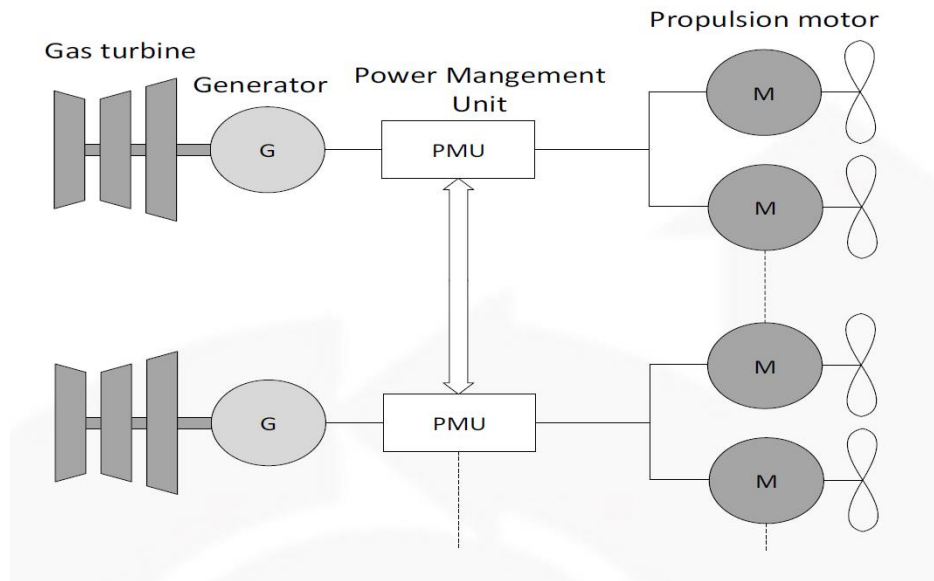 Propulsion motor
Gas turbine
Generator
Power Mangement
Unit
M
G
PMU
M
M
G
PMU
M